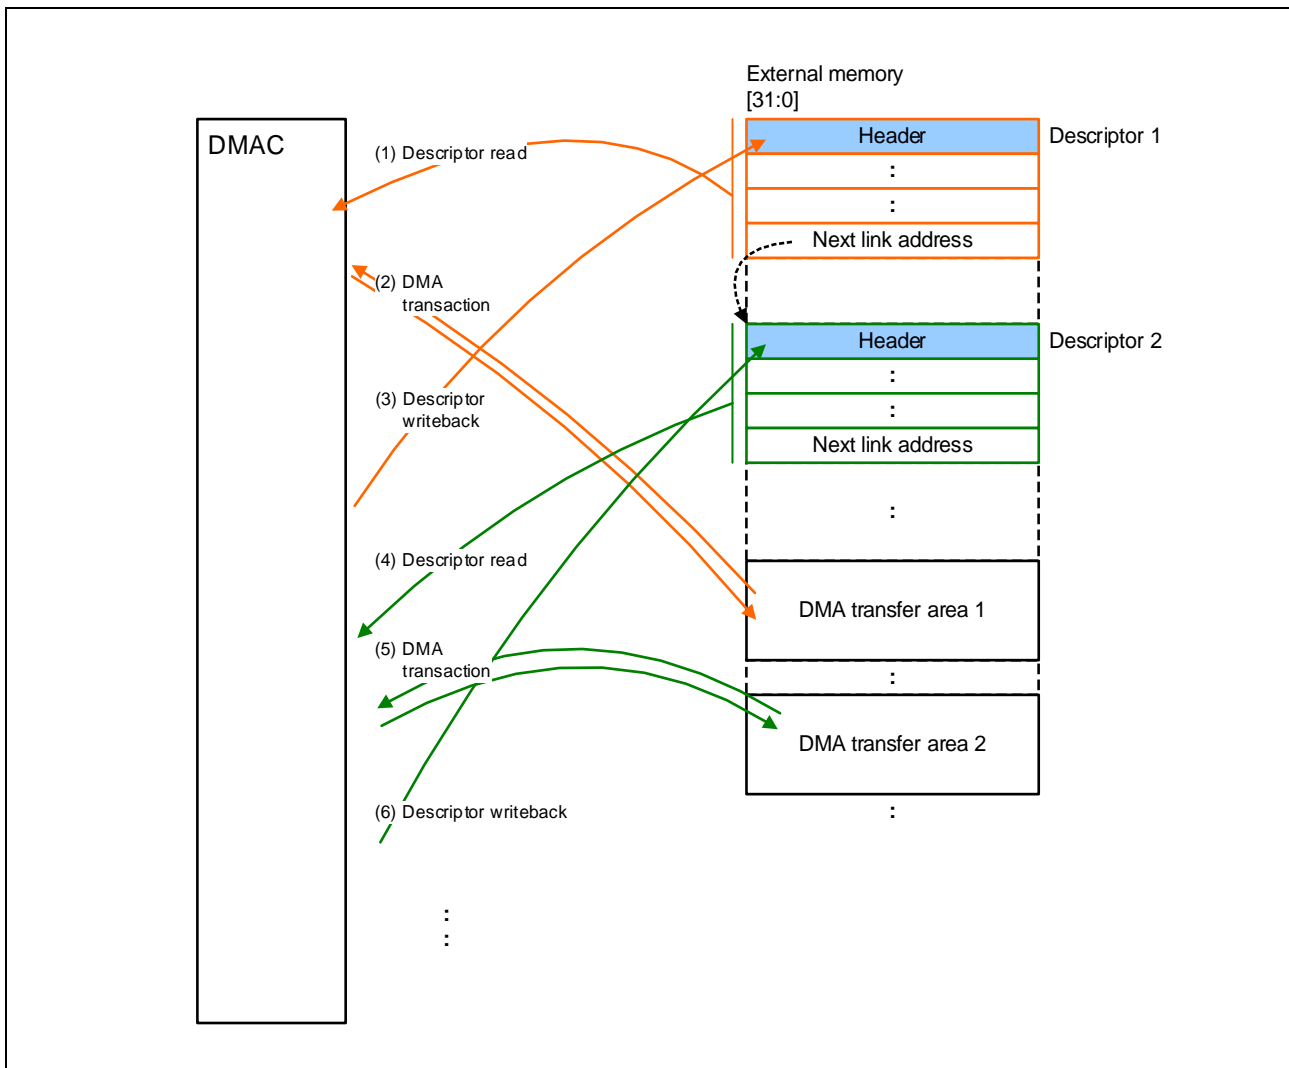 External memory
[31:0]
DMAC
(1) Descriptor read
Header
Descriptor 1
:
:
Next link address
(2) DMA
transaction
Header
Descriptor 2
:
:
Next link address
(3) Descriptor
writeback
:
(4) Descriptor read
DMA transfer area 1
(5) DMA
transaction
:
DMA transfer area 2
(6) Descriptor writeback
:
:
: